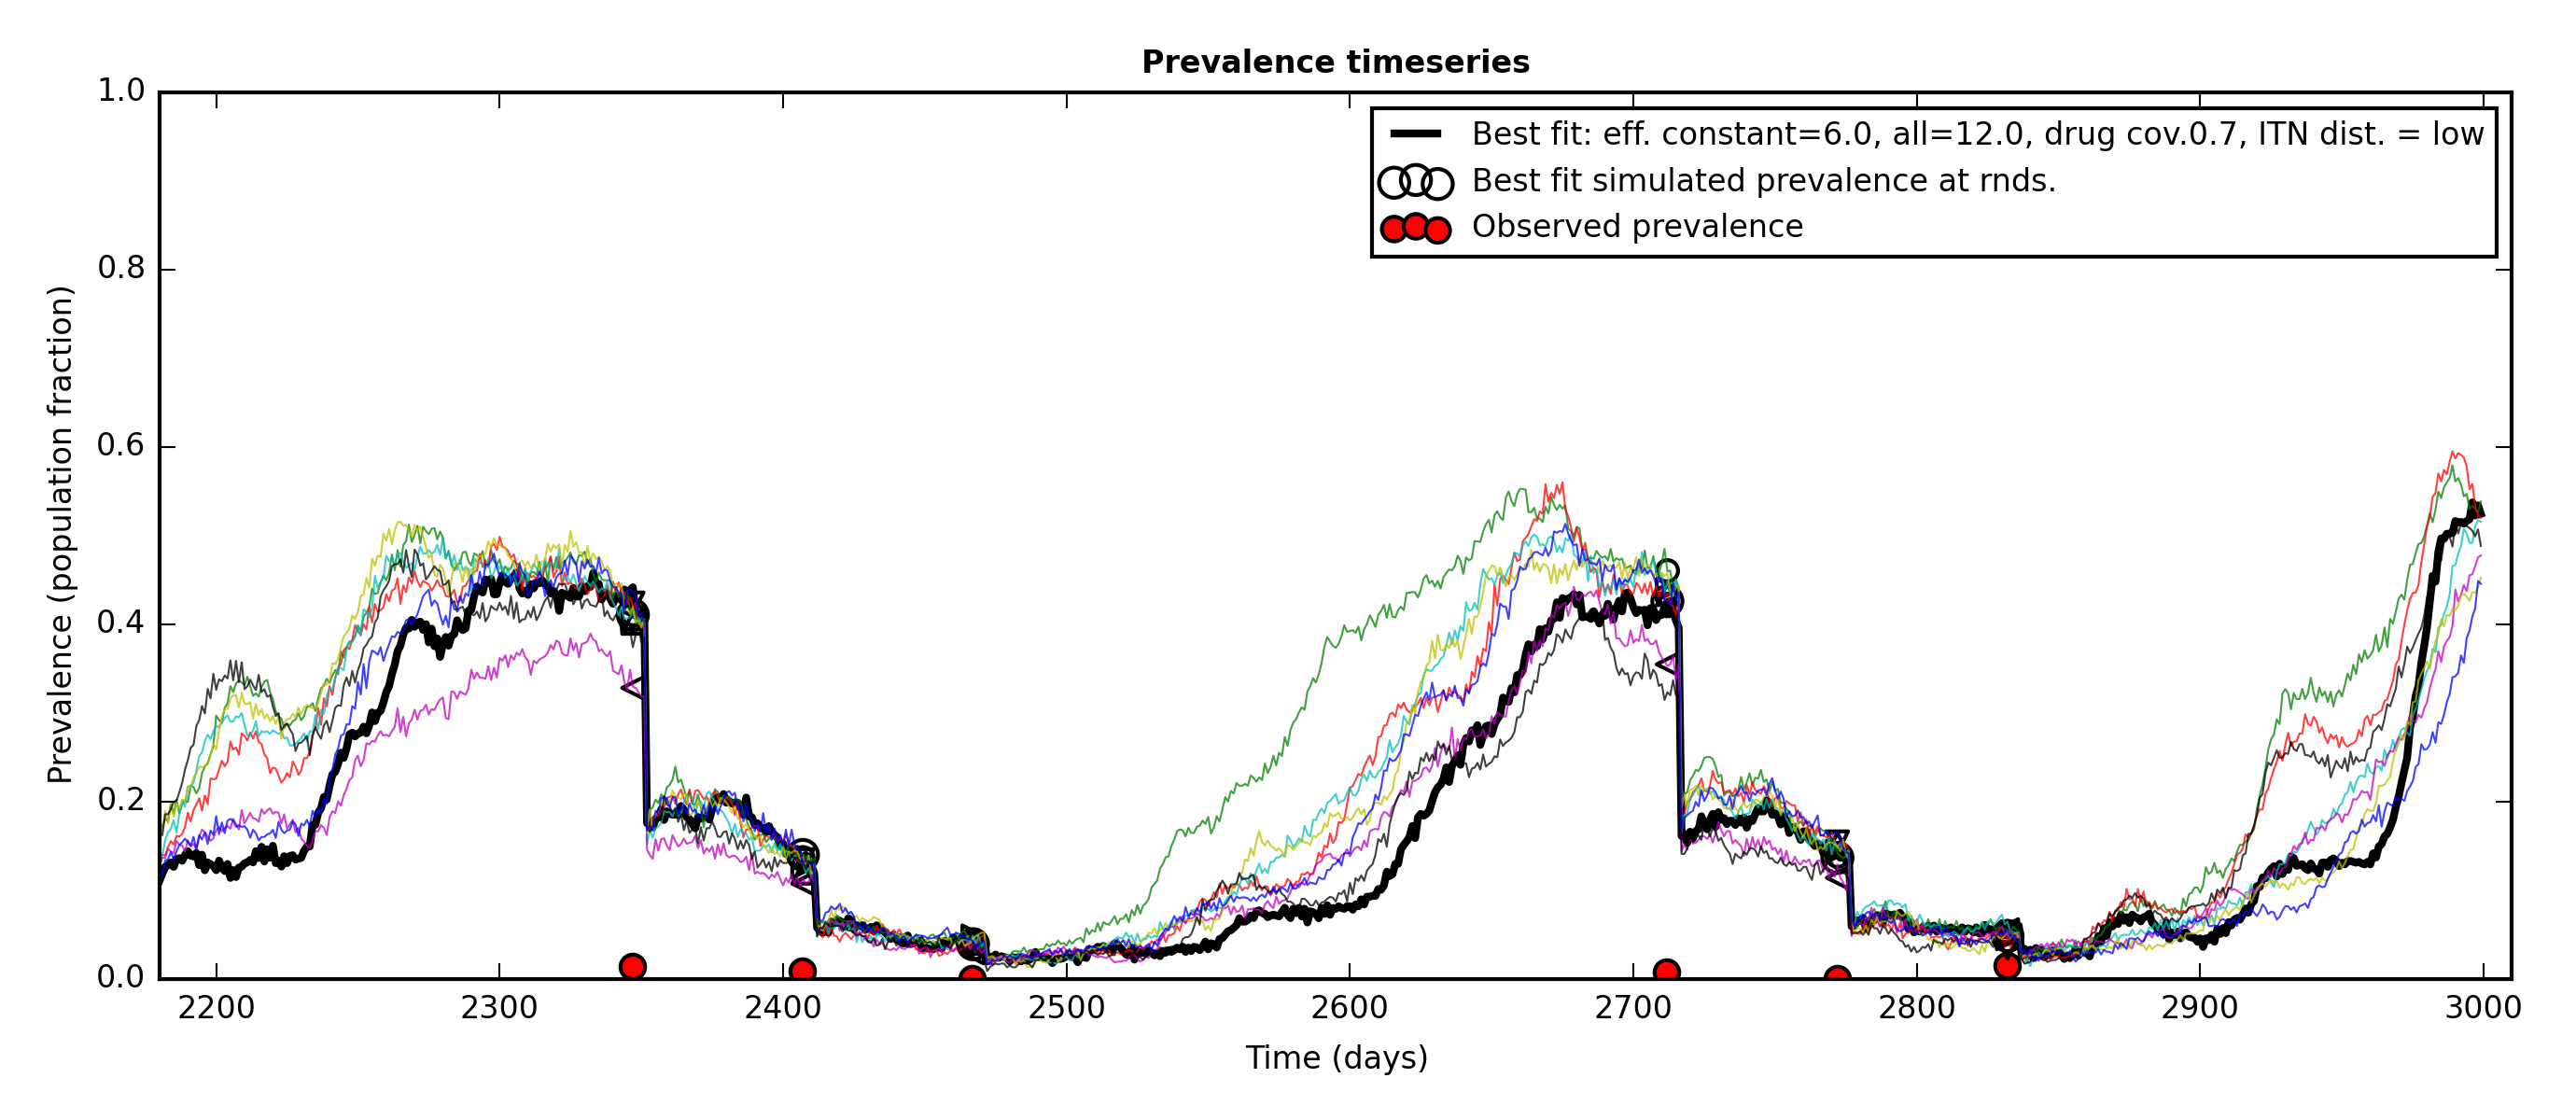 Prevalence timeseries
1.0
0.8
0.6
0.4
0.2
0.0
Prevalence (population fraction)
Best fit: eff. constant=6.0, all=12.0, drug cov.0.7, ITN dist. = low
Best fit simulated prevalence at rnds.
Observed prevalence
2200 2300 2400 2500 2600 2700 2800 2900 3000
Time (days)